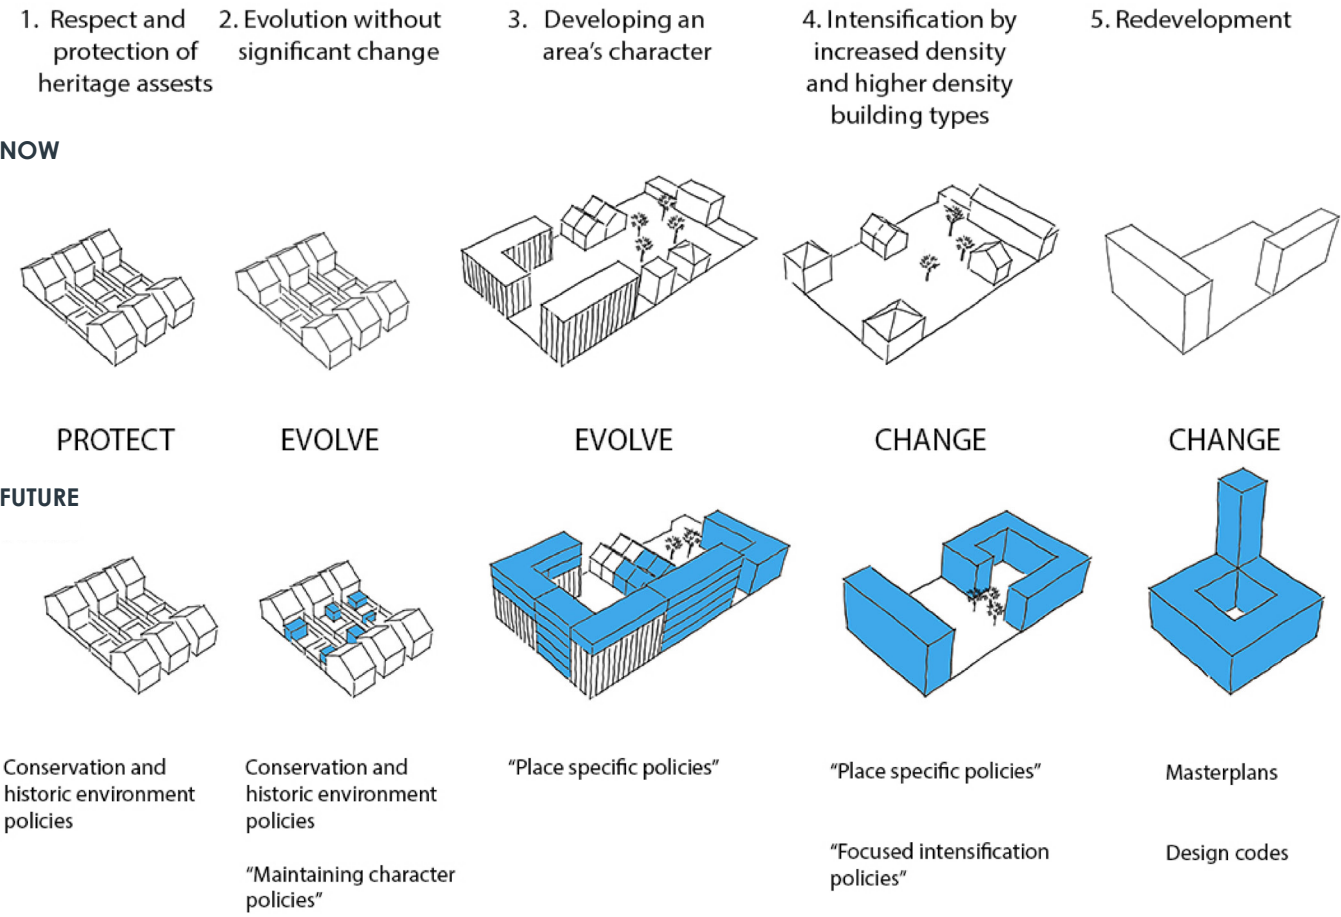 1. Respect and
protection of
heritage assests
2. Evolution without
significant change
3. Developing an
area's character
4. Intensification by
increased density
and higher density
building types
5. Redevelopment
NOW
PROTECT
EVOLVE
EVOLVE
CHANGE
CHANGE
FUTURE
Conservation and
historic environment
policies
Conservation and
historic environment
policies
“Maintaining character
policies”
“Place specific policies”
“Place specific policies”
“Focused intensification
policies”
Masterplans
Design codes